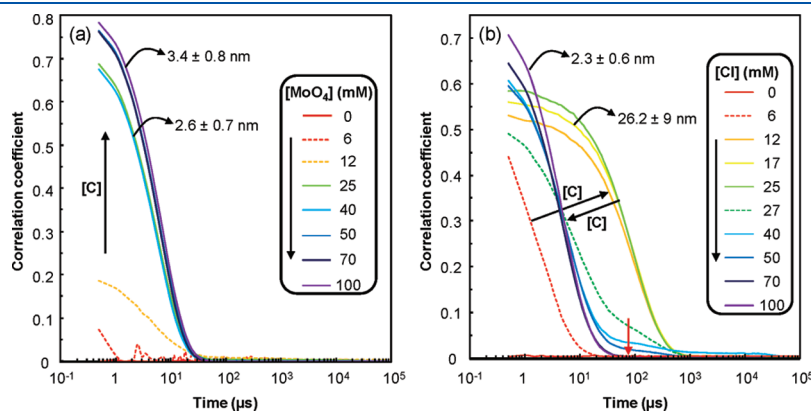 (a)
3.4 ± 0.8 nm
2.6 ± 0.7 nm
[C]
[MoO₄] (mM)
0
6
12
25
40
50
70
100
Correlation coefficient
0.8
0.7
0.6
0.5
0.4
0.3
0.2
0.1
0
10⁻¹ 1 10¹ 10² 10³ 10⁴ 10⁵
Time (µs)
(b)
2.3 ± 0.6 nm
26.2 ± 9 nm
[C]
[C]
[Cl] (mM)
0
6
12
17
25
27
40
50
70
100
Correlation coefficient
0.7
0.6
0.5
0.4
0.3
0.2
0.1
0
10⁻¹ 1 10¹ 10² 10³ 10⁴ 10⁵
Time (µs)